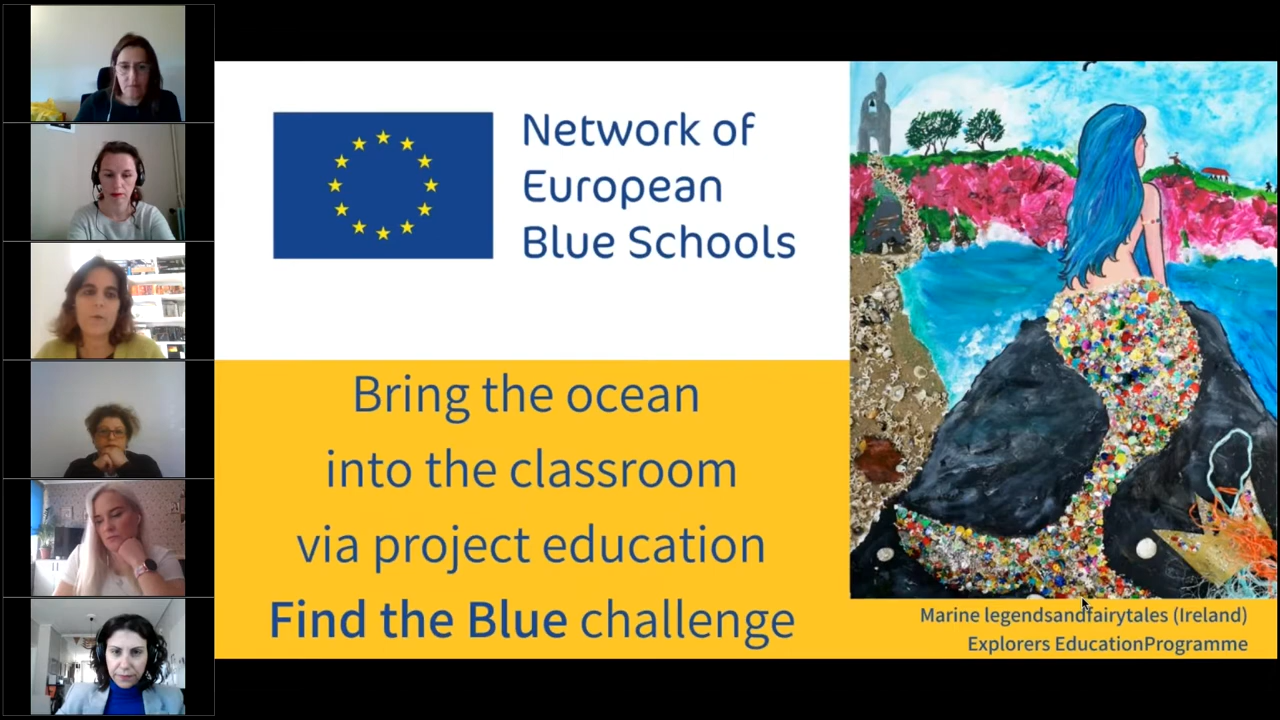 Network of
European
Blue Schools
Bring the ocean
into the classroom
via project education
Find the Blue challenge
Marine legendsandfairytales (Ireland)
Explorers EducationProgramme